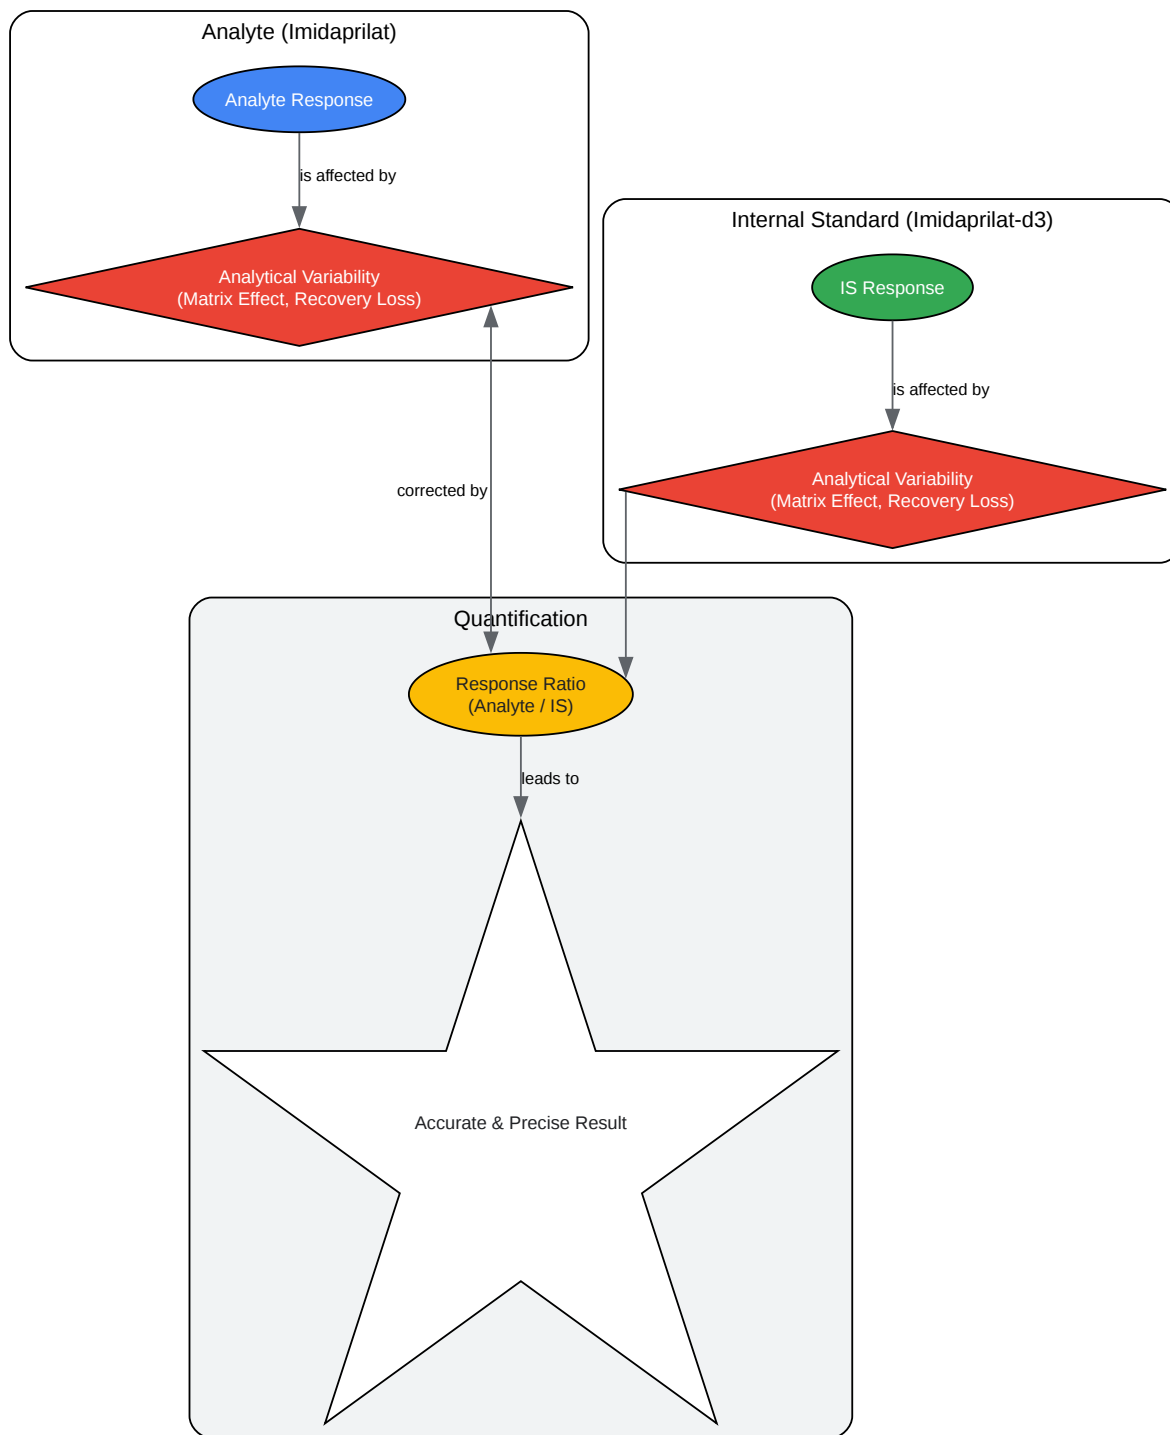 Analyte (Imidaprilat)
Analyte Response
is affected by
Analytical Variability
(Matrix Effect, Recovery Loss)
Internal Standard (Imidaprilat-d3)
IS Response
is affected by
Analytical Variability
(Matrix Effect, Recovery Loss)
corrected by
Quantification
Response Ratio
(Analyte / IS)
leads to
Accurate & Precise Result